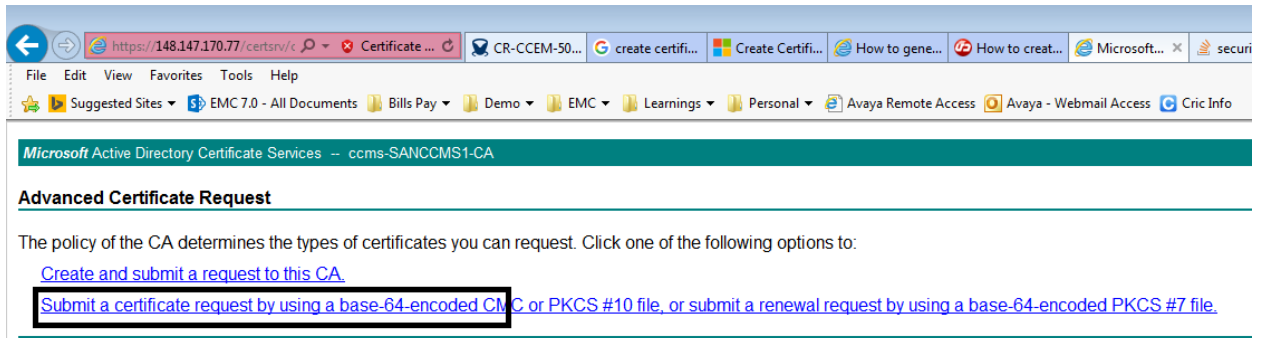 https://148.147.170.77/certsrv/c Certificate ... CR-CCEM-50... create certifi... Create Certifi... How to gene... How to creat... Microsoft... securi
File Edit View Favorites Tools Help
Suggested Sites EMC 7.0 - All Documents Bills Pay Demo EMC Learnings Personal Avaya Remote Access Avaya - Webmail Access Cric Info
Microsoft Active Directory Certificate Services -- ccms-SANCCMS1-CA
Advanced Certificate Request
The policy of the CA determines the types of certificates you can request. Click one of the following options to:
Create and submit a request to this CA.
Submit a certificate request by using a base-64-encoded CMC or PKCS #10 file, or submit a renewal request by using a base-64-encoded PKCS #7 file.